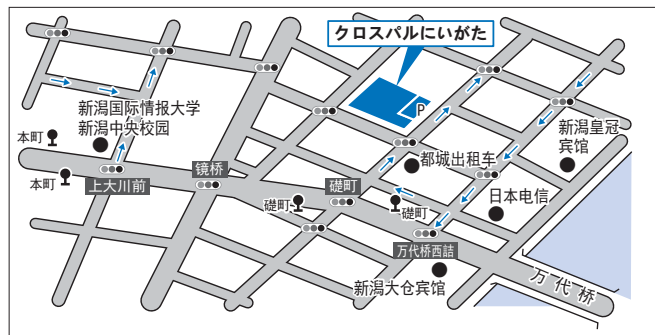 クロスパルにいがた
P
新潟国际情报大学
新潟中央校园
本町
本町
上大川前
镜桥
礎町
礎町
礎町
都城出租车
新潟皇冠
宾馆
日本电信
万代桥西詰
新潟大仓宾馆
万代桥